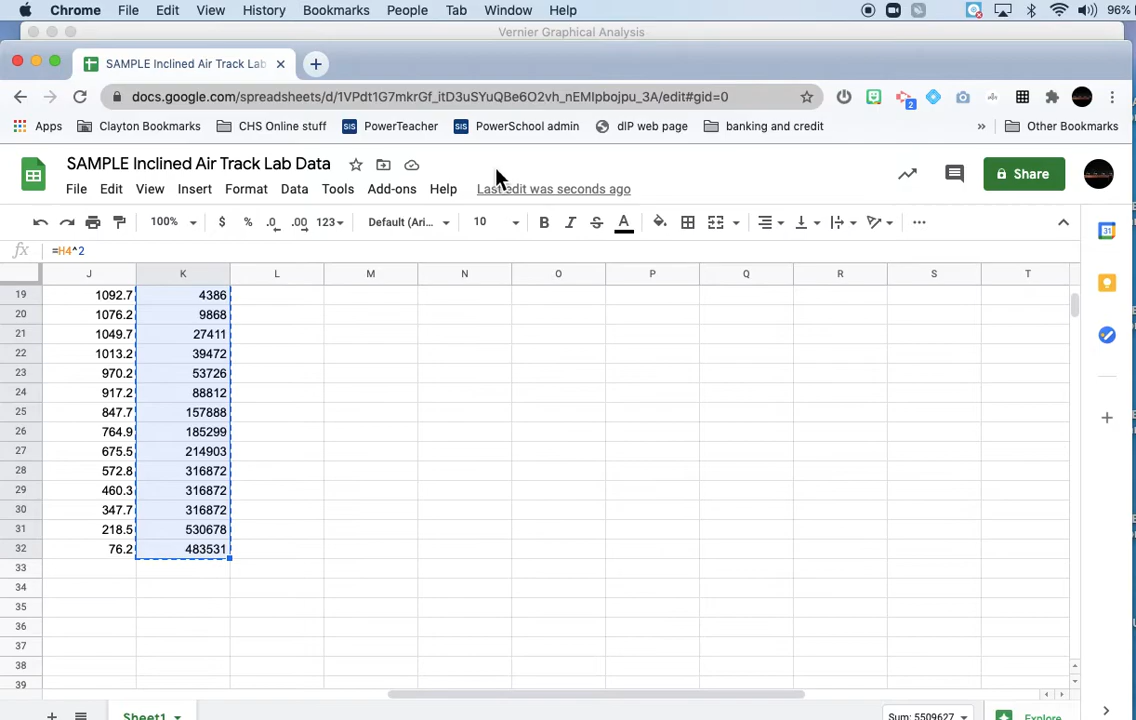 Chrome File Edit View History Bookmarks People Tab Window Help 96%
Vernier Graphical Analysis
SAMPLE Inclined Air Track Lab
docs.google.com/spreadsheets/d/1VPdt1G7mkrGf_itD3uSYuQBe6O2vh_nEMIpbojpu_3A/edit#gid=0
2
Apps Clayton Bookmarks CHS Online stuff SIS PowerTeacher SIS PowerSchool admin dIP web page banking and credit » Other Bookmarks
SAMPLE Inclined Air Track Lab Data
Share
File Edit View Insert Format Data Tools Add-ons Help Last edit was seconds ago
100% $ % .0 .00 123 Default (Ari... 10 B I S A
31
fx =H4^2
J K L M N O P Q R S T
19 1092.7 4386
20 1076.2 9868
21 1049.7 27411
22 1013.2 39472
23 970.2 53726
24 917.2 88812
25 847.7 157888
26 764.9 185299
27 675.5 214903
28 572.8 316872
29 460.3 316872
30 347.7 316872
31 218.5 530678
32 76.2 483531
33
34
35
36
37
38
39
Sheet1 Sum: 5509627 Explore